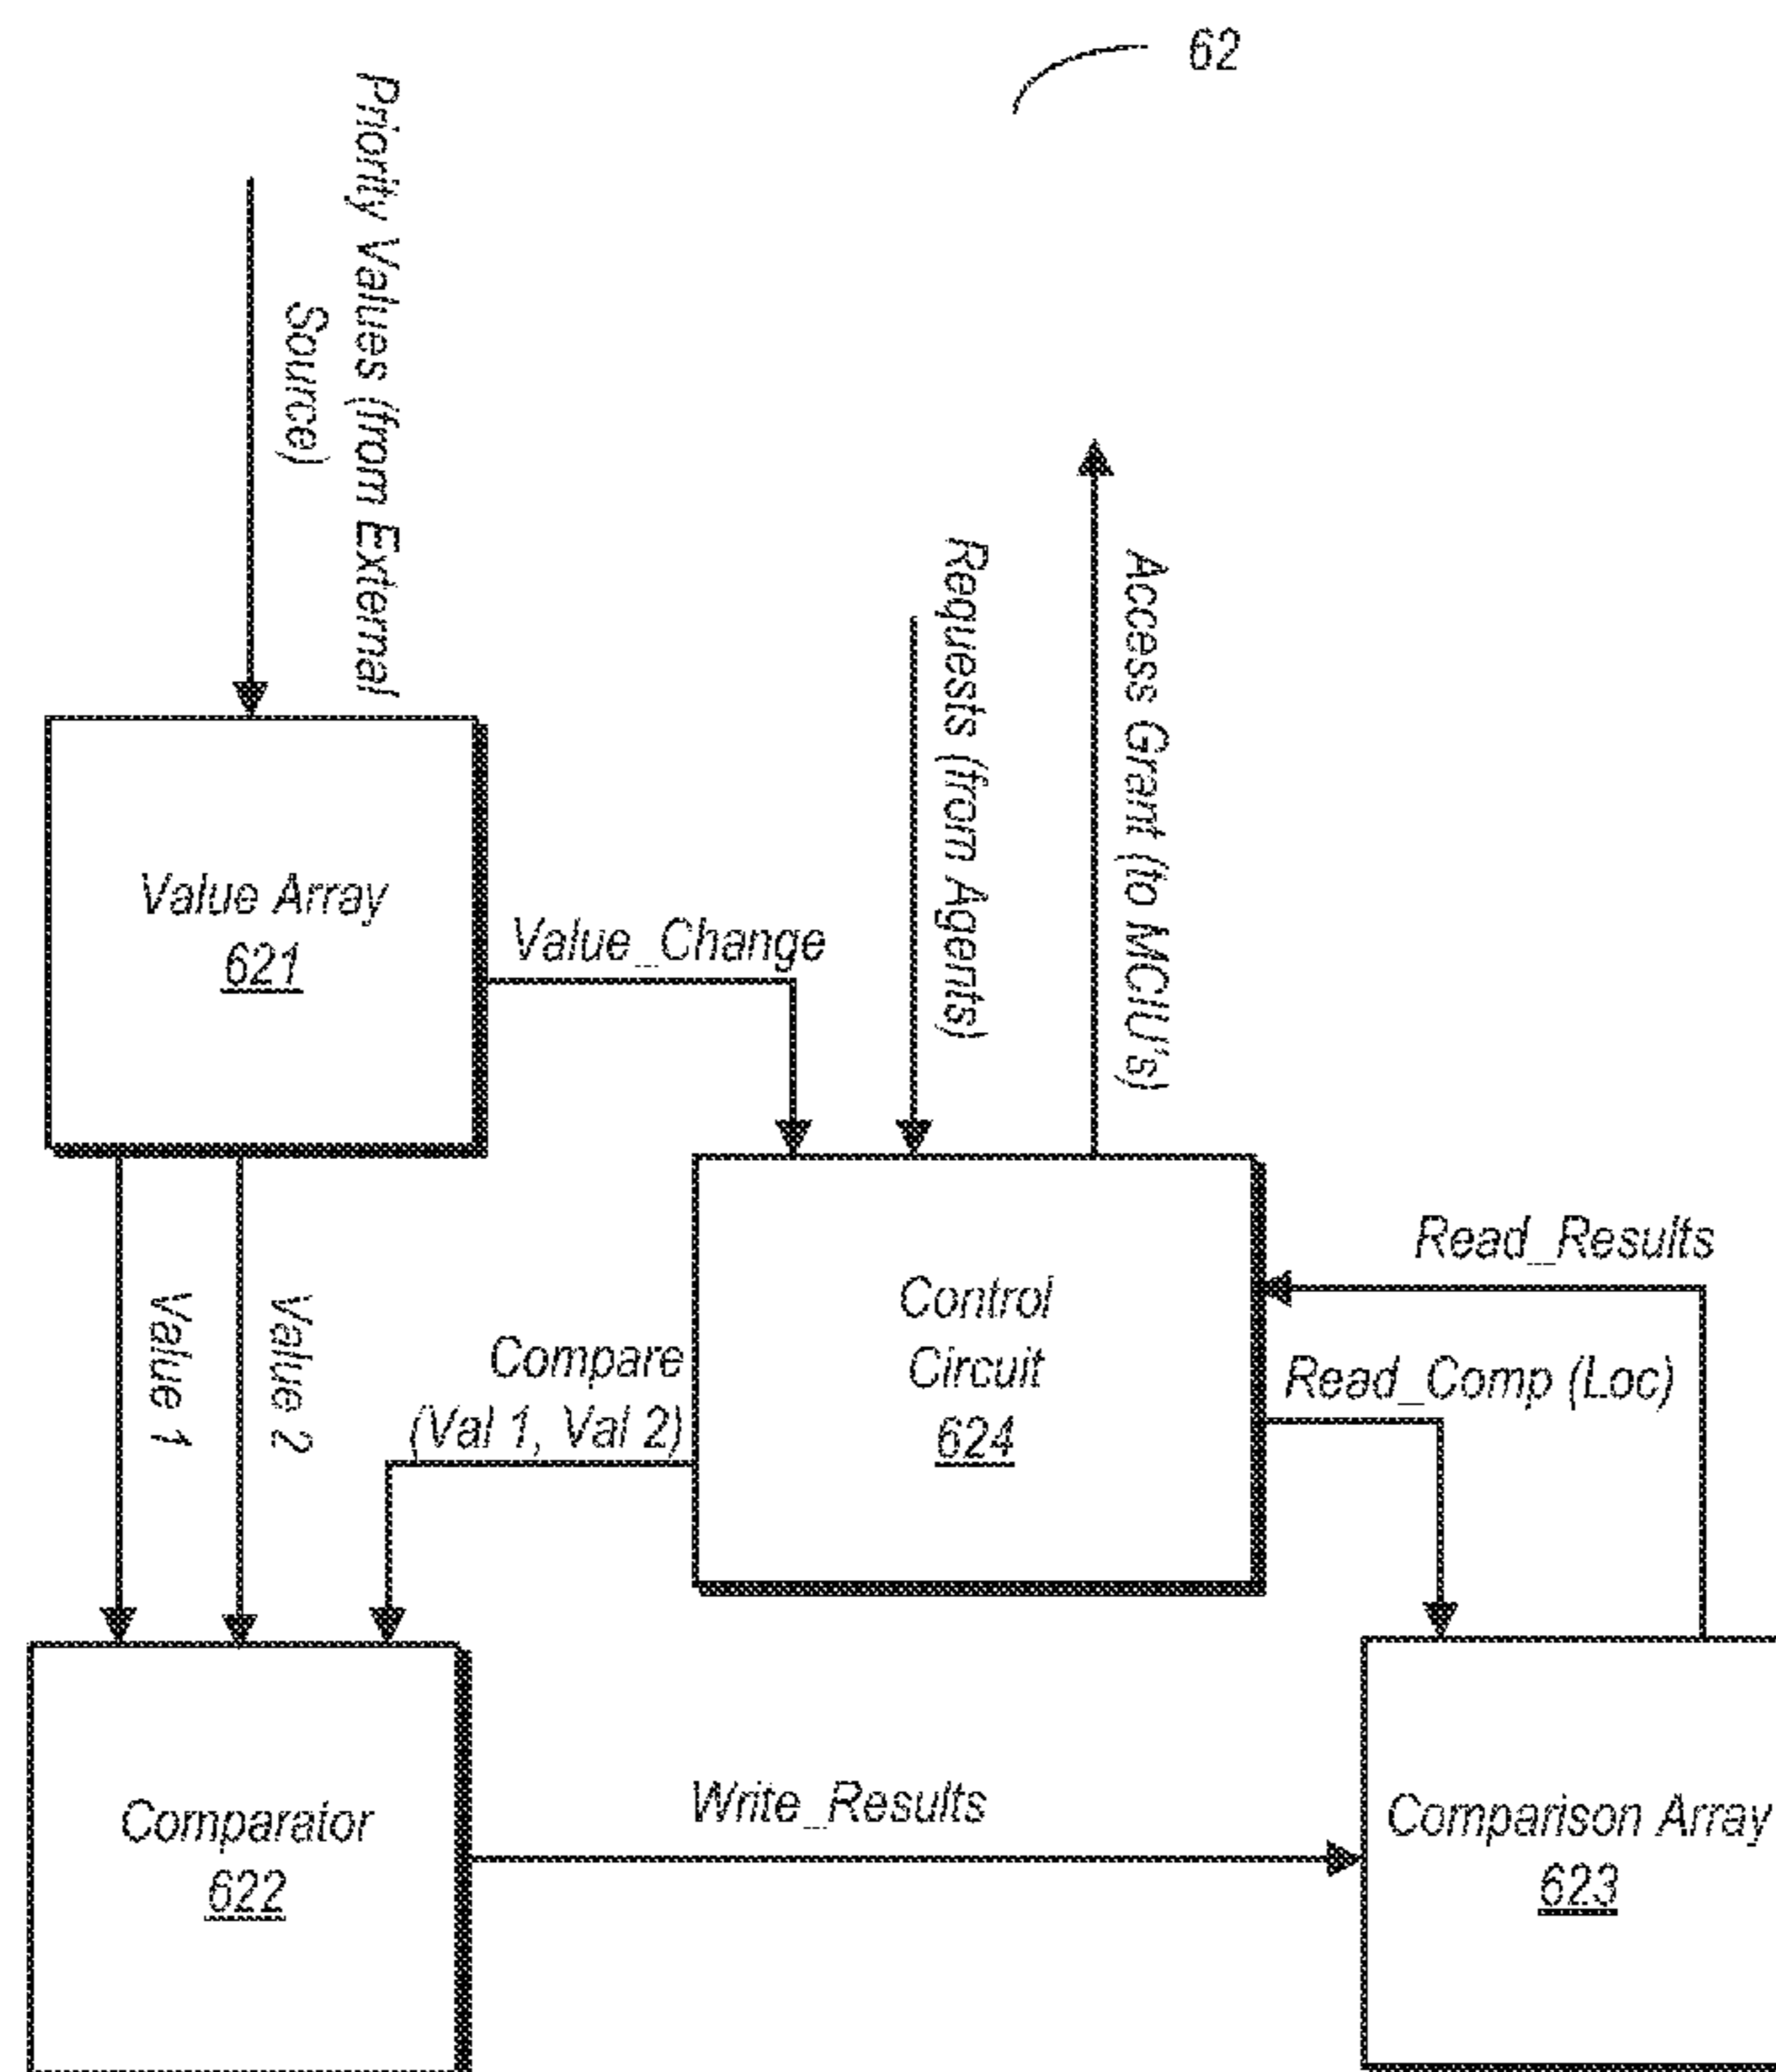 62
Priority Values (from External
Source)
Requests (from Agents)
Access Grant (to MCIU's)
Value Array
621
Value_Change
Value 1
Value 2
Compare
(Val 1, Val 2)
Control
Circuit
624
Read_Results
Read_Comp (Loc)
Comparator
622
Write_Results
Comparison Array
623